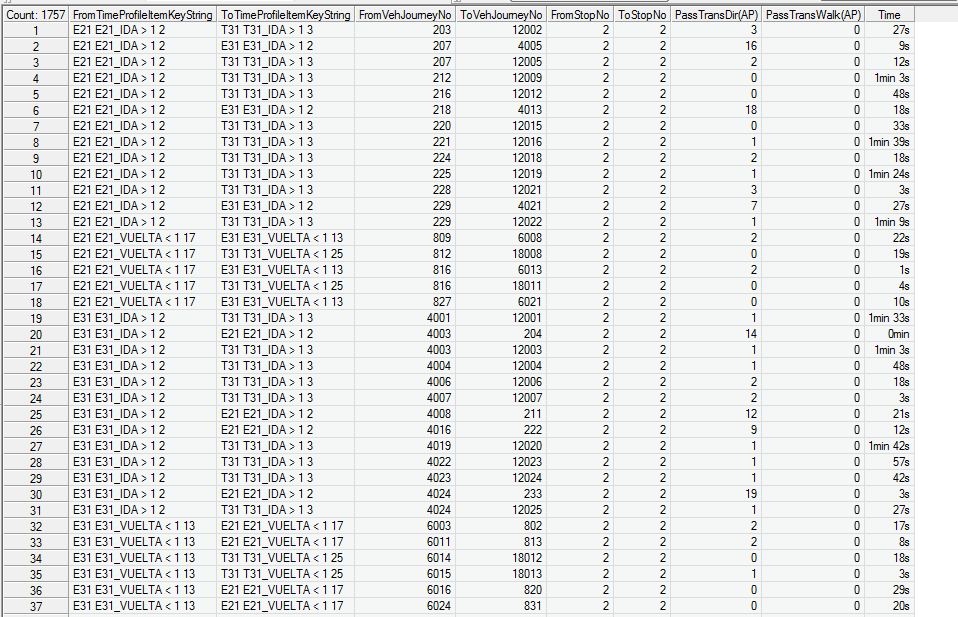 Count: 1757 FromTimeProfileItemKeyString ToTimeProfileItemKeyString FromVehJourneyNo ToVehJourneyNo FromStopNo ToStopNo PassTransDir(AP) PassTransWalk(AP) Time
1 E21 E21_IDA > 1 2 T31 T31_IDA > 1 3 203 12002 2 2 3 0 27s
2 E21 E21_IDA > 1 2 E31 E31_IDA > 1 2 207 4005 2 2 16 0 9s
3 E21 E21_IDA > 1 2 T31 T31_IDA > 1 3 207 12005 2 2 2 0 12s
4 E21 E21_IDA > 1 2 T31 T31_IDA > 1 3 212 12009 2 2 0 0 1min 3s
5 E21 E21_IDA > 1 2 T31 T31_IDA > 1 3 216 12012 2 2 0 0 48s
6 E21 E21_IDA > 1 2 E31 E31_IDA > 1 2 218 4013 2 2 18 0 18s
7 E21 E21_IDA > 1 2 T31 T31_IDA > 1 3 220 12015 2 2 0 0 33s
8 E21 E21_IDA > 1 2 T31 T31_IDA > 1 3 221 12016 2 2 1 0 1min 39s
9 E21 E21_IDA > 1 2 T31 T31_IDA > 1 3 224 12018 2 2 2 0 18s
10 E21 E21_IDA > 1 2 T31 T31_IDA > 1 3 225 12019 2 2 1 0 1min 24s
11 E21 E21_IDA > 1 2 T31 T31_IDA > 1 3 228 12021 2 2 3 0 3s
12 E21 E21_IDA > 1 2 E31 E31_IDA > 1 2 229 4021 2 2 7 0 27s
13 E21 E21_IDA > 1 2 T31 T31_IDA > 1 3 229 12022 2 2 1 0 1min 9s
14 E21 E21_VUELTA < 1 17 E31 E31_VUELTA < 1 13 809 6008 2 2 2 0 22s
15 E21 E21_VUELTA < 1 17 T31 T31_VUELTA < 1 25 812 18008 2 2 0 0 19s
16 E21 E21_VUELTA < 1 17 E31 E31_VUELTA < 1 13 816 6013 2 2 2 0 1s
17 E21 E21_VUELTA < 1 17 T31 T31_VUELTA < 1 25 816 18011 2 2 0 0 4s
18 E21 E21_VUELTA < 1 17 E31 E31_VUELTA < 1 13 827 6021 2 2 0 0 10s
19 E31 E31_IDA > 1 2 T31 T31_IDA > 1 3 4001 12001 2 2 1 0 1min 33s
20 E31 E31_IDA > 1 2 E21 E21_IDA > 1 2 4003 204 2 2 14 0 0min
21 E31 E31_IDA > 1 2 T31 T31_IDA > 1 3 4003 12003 2 2 1 0 1min 3s
22 E31 E31_IDA > 1 2 T31 T31_IDA > 1 3 4004 12004 2 2 1 0 48s
23 E31 E31_IDA > 1 2 T31 T31_IDA > 1 3 4006 12006 2 2 2 0 18s
24 E31 E31_IDA > 1 2 T31 T31_IDA > 1 3 4007 12007 2 2 2 0 3s
25 E31 E31_IDA > 1 2 E21 E21_IDA > 1 2 4008 211 2 2 12 0 21s
26 E31 E31_IDA > 1 2 E21 E21_IDA > 1 2 4016 222 2 2 9 0 12s
27 E31 E31_IDA > 1 2 T31 T31_IDA > 1 3 4019 12020 2 2 1 0 1min 42s
28 E31 E31_IDA > 1 2 T31 T31_IDA > 1 3 4022 12023 2 2 1 0 57s
29 E31 E31_IDA > 1 2 T31 T31_IDA > 1 3 4023 12024 2 2 1 0 42s
30 E31 E31_IDA > 1 2 E21 E21_IDA > 1 2 4024 233 2 2 19 0 3s
31 E31 E31_IDA > 1 2 T31 T31_IDA > 1 3 4024 12025 2 2 1 0 27s
32 E31 E31_VUELTA < 1 13 E21 E21_VUELTA < 1 17 6003 802 2 2 2 0 17s
33 E31 E31_VUELTA < 1 13 E21 E21_VUELTA < 1 17 6011 813 2 2 2 0 8s
34 E31 E31_VUELTA < 1 13 T31 T31_VUELTA < 1 25 6014 18012 2 2 0 0 18s
35 E31 E31_VUELTA < 1 13 T31 T31_VUELTA < 1 25 6015 18013 2 2 1 0 3s
36 E31 E31_VUELTA < 1 13 E21 E21_VUELTA < 1 17 6016 820 2 2 0 0 29s
37 E31 E31_VUELTA < 1 13 E21 E21_VUELTA < 1 17 6024 831 2 2 0 0 20s